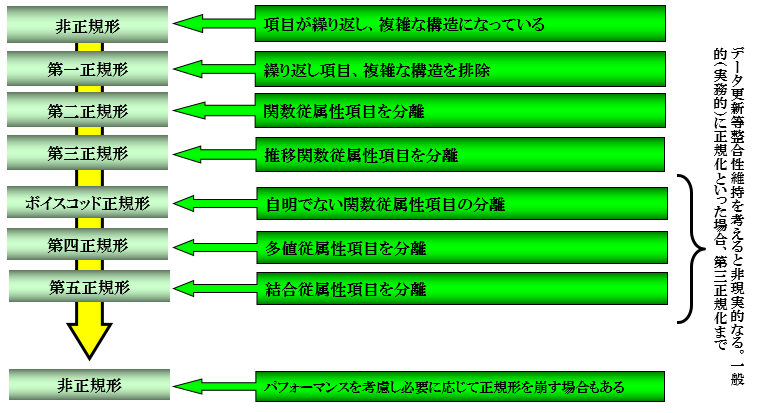 非正規形
項目が繰り返し、複雑な構造になっている
第一正規形
繰り返し項目、複雑な構造を排除
第二正規形
関数従属性項目を分離
第三正規形
推移関数従属性項目を分離
ボイスコッド正規形
自明でない関数従属性項目の分離
第四正規形
多値従属性項目を分離
第五正規形
結合従属性項目を分離
非正規形
パフォーマンスを考慮し必要に応じて正規形を崩す場合もある
データ更新等整合性維持を考えると非現実的なる。一般
的(実務的)に正規化といった場合、第三正規化まで